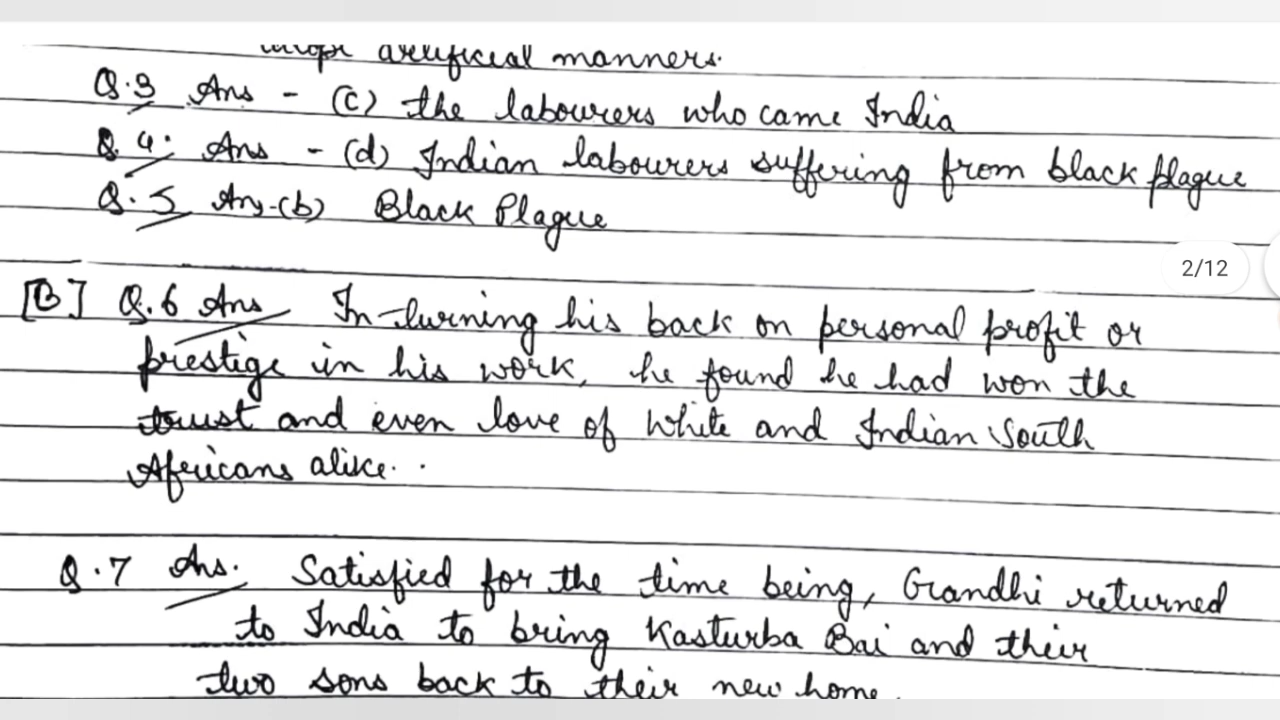 artificial manners.
Q.3 Ans - (c) the labourers who came India
Q.4. Ans - (d) Indian labourers suffering from black plague
Q.5 Ans-(b) Black Plague
2/12
[B] Q.6 Ans In turning his back on personal profit or
prestige in his work, he found he had won the
trust and even love of White and Indian South
Africans alike.
Q.7 Ans. Satisfied for the time being, Grandhi returned
to India to bring Kasturba Bai and their
two sons back to their new home.